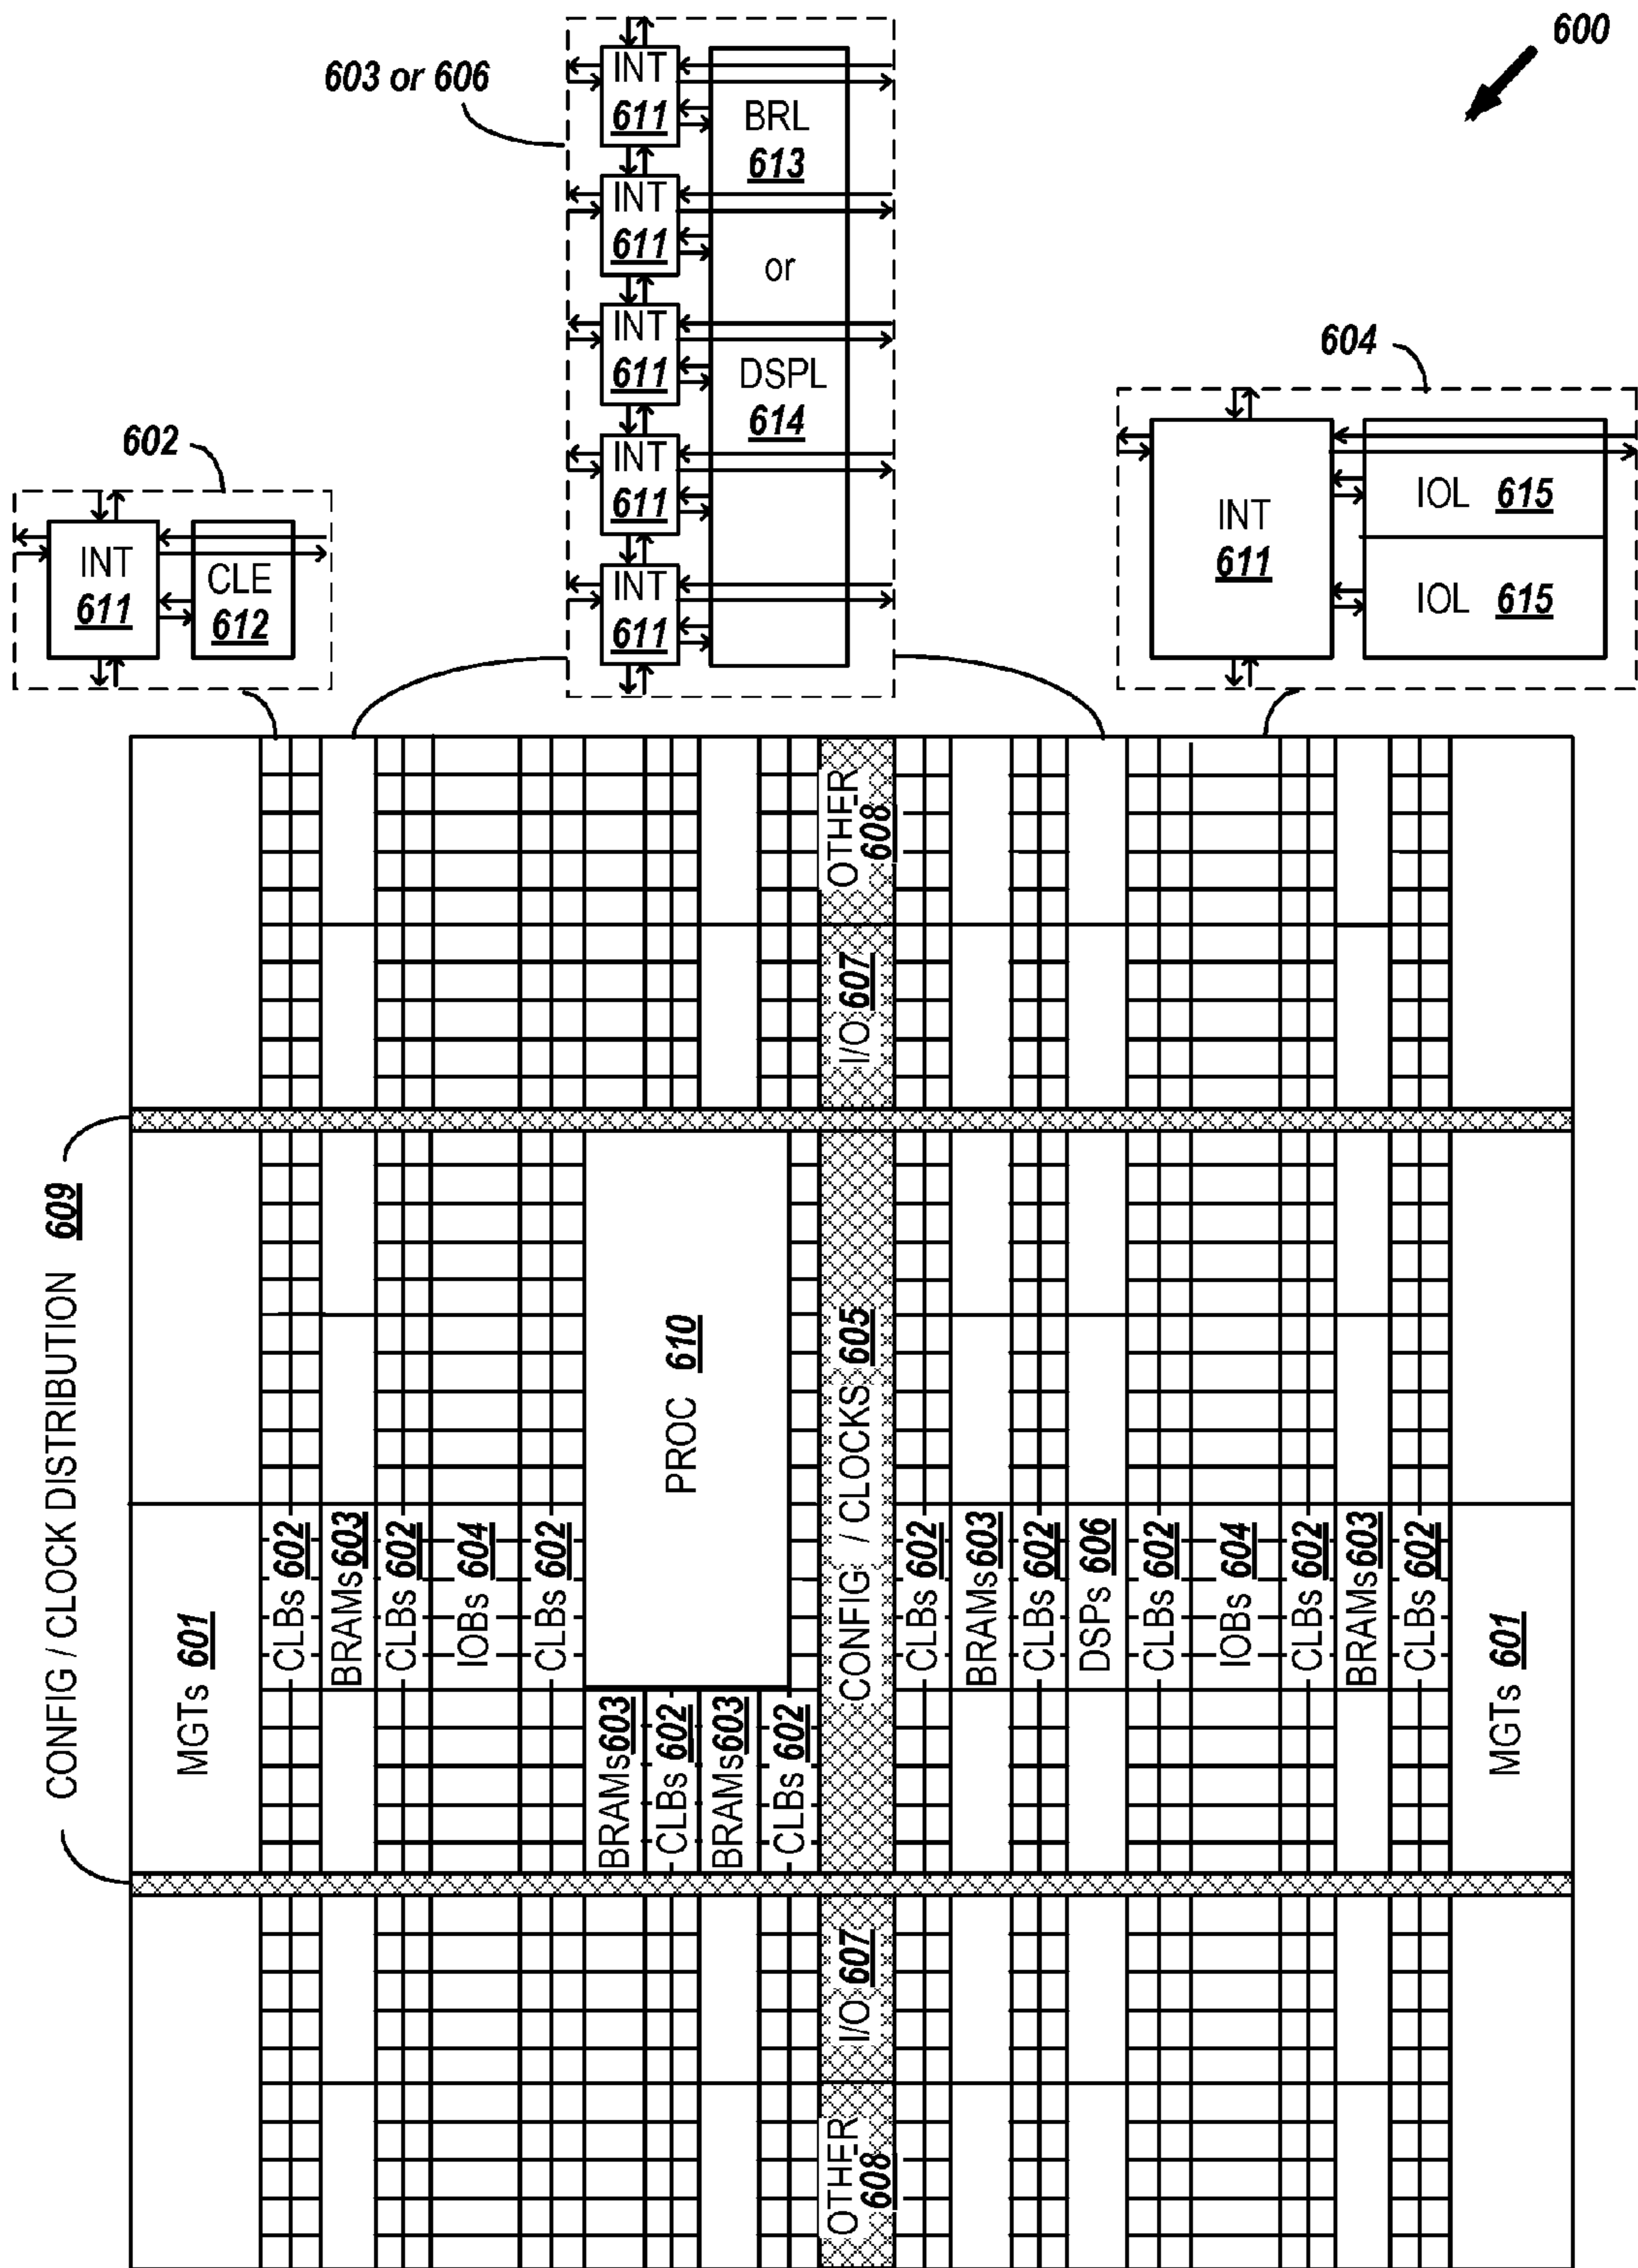 600
603 or 606
INT
611
INT
611
INT
611
INT
611
INT
611
BRL
613
or
DSPL
614
604
INT
611
IOL 615
IOL 615
602
INT
611
CLE
612
OTHER
608
I/O 607
CONFIG / CLOCK DISTRIBUTION 609
PROC 610
CONFIG / CLOCKS 605
MGTs 601
CLBs 602
BRAMs 603
CLBs 602
IOBs 604
CLBs 602
BRAMs 603
CLBs 602
BRAMs 603
CLBs 602
CLBs 602
BRAMs 603
CLBs 602
DSPs 606
CLBs 602
IOBs 604
CLBs 602
BRAMs 603
CLBs 602
MGTs 601
I/O 607
OTHER
608